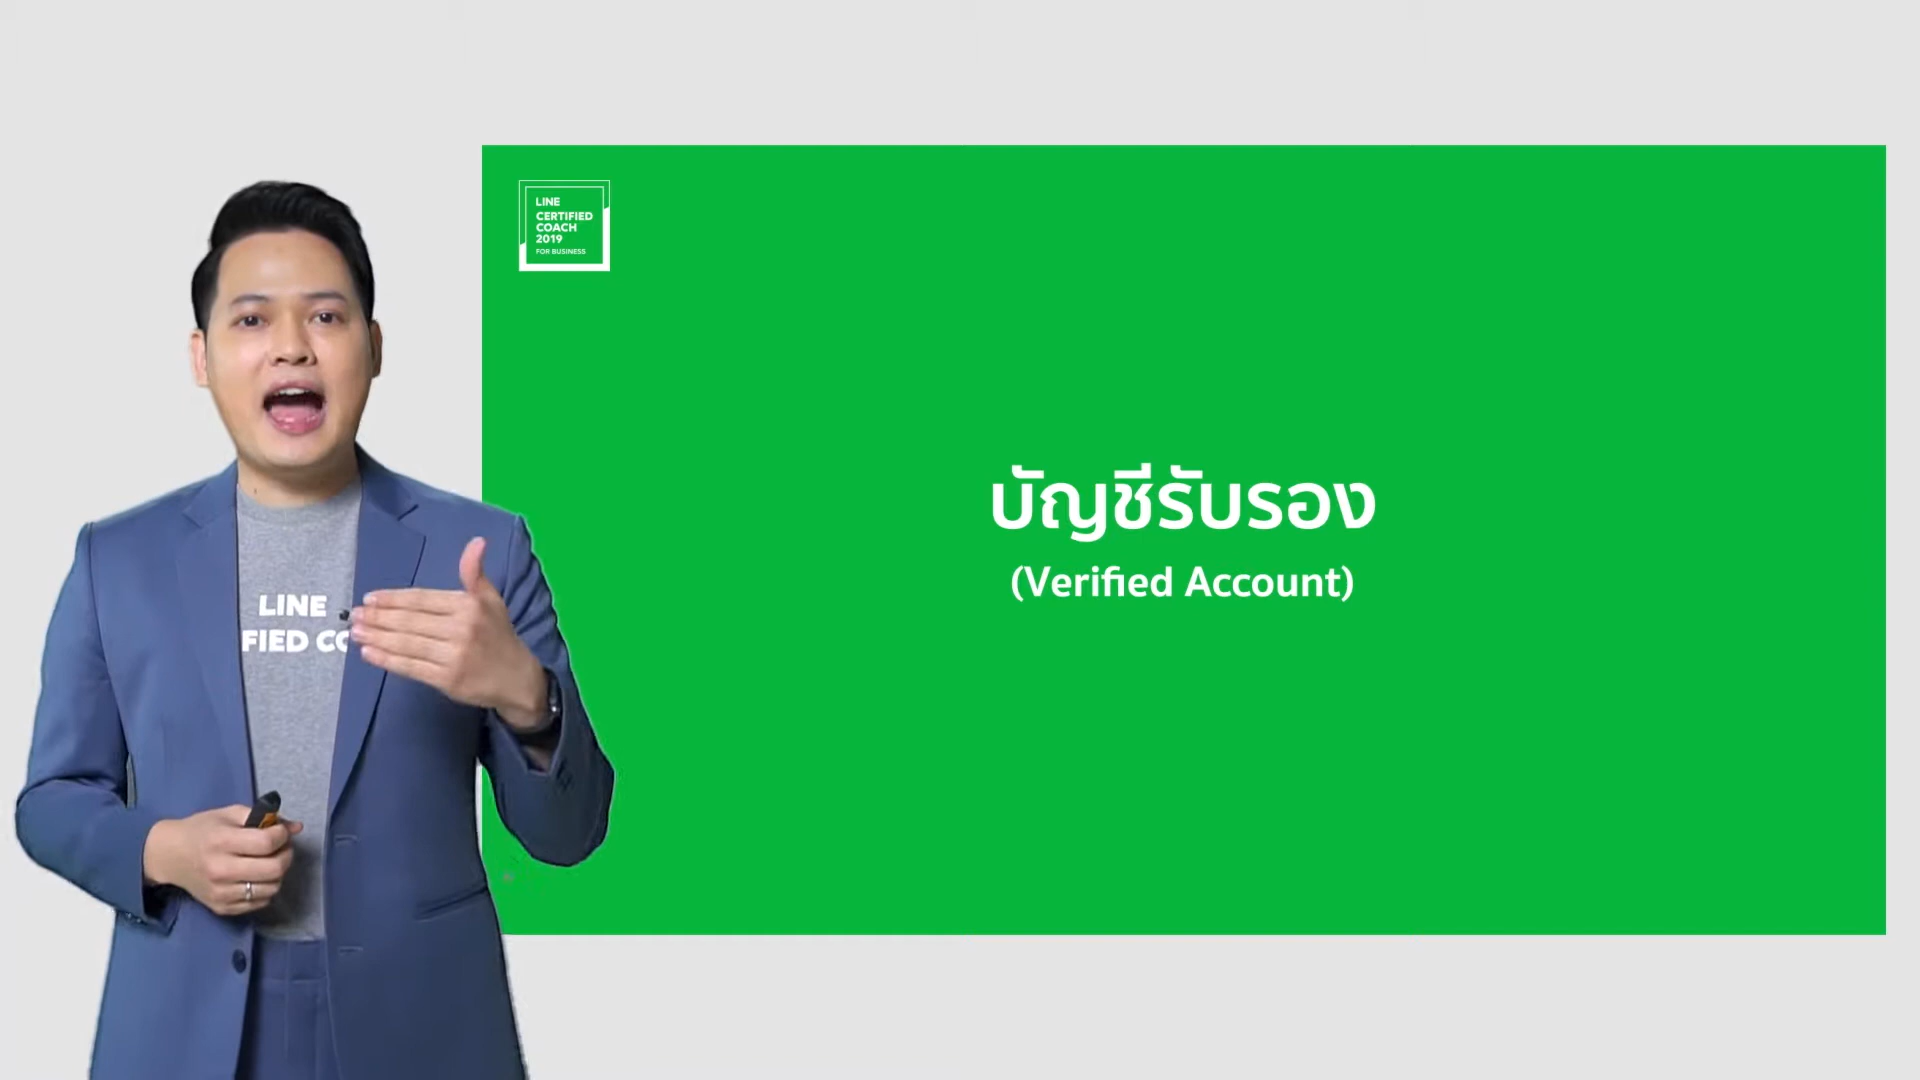 LINE
CERTIFIED
COACH
2019
FOR BUSINESS
บัญชีรับรอง
(Verified Account)
LINE
FIED CO